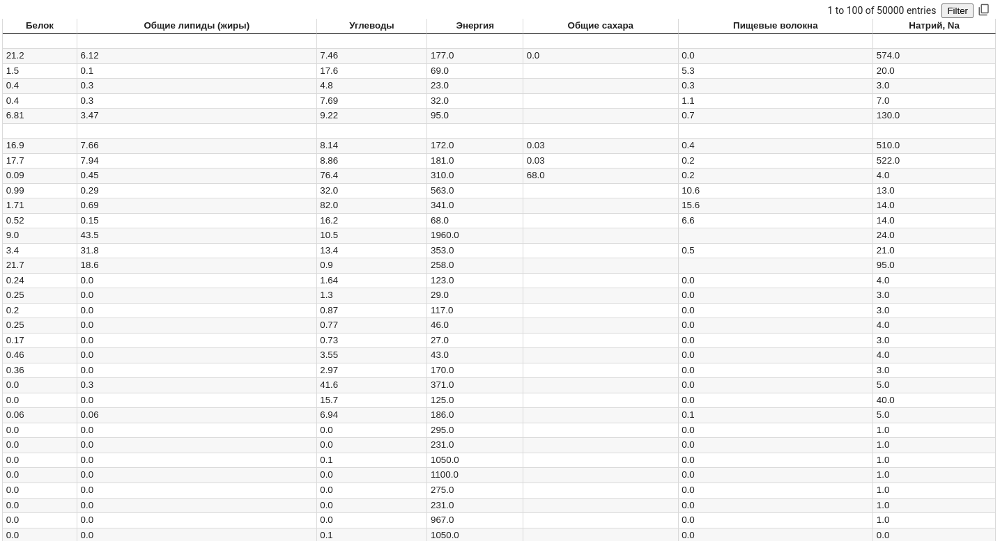 1 to 100 of 50000 entries Filter
Белок Общие липиды (жиры) Углеводы Энергия Общие сахара Пищевые волокна Натрий, Na
21.2 6.12 7.46 177.0 0.0 0.0 574.0
1.5 0.1 17.6 69.0 5.3 20.0
0.4 0.3 4.8 23.0 0.3 3.0
0.4 0.3 7.69 32.0 1.1 7.0
6.81 3.47 9.22 95.0 0.7 130.0
16.9 7.66 8.14 172.0 0.03 0.4 510.0
17.7 7.94 8.86 181.0 0.03 0.2 522.0
0.09 0.45 76.4 310.0 68.0 0.2 4.0
0.99 0.29 32.0 563.0 10.6 13.0
1.71 0.69 82.0 341.0 15.6 14.0
0.52 0.15 16.2 68.0 6.6 14.0
9.0 43.5 10.5 1960.0 24.0
3.4 31.8 13.4 353.0 0.5 21.0
21.7 18.6 0.9 258.0 95.0
0.24 0.0 1.64 123.0 0.0 4.0
0.25 0.0 1.3 29.0 0.0 3.0
0.2 0.0 0.87 117.0 0.0 3.0
0.25 0.0 0.77 46.0 0.0 4.0
0.17 0.0 0.73 27.0 0.0 3.0
0.46 0.0 3.55 43.0 0.0 4.0
0.36 0.0 2.97 170.0 0.0 3.0
0.0 0.3 41.6 371.0 0.0 5.0
0.0 0.0 15.7 125.0 0.0 40.0
0.06 0.06 6.94 186.0 0.1 5.0
0.0 0.0 0.0 295.0 0.0 1.0
0.0 0.0 0.0 231.0 0.0 1.0
0.0 0.0 0.1 1050.0 0.0 1.0
0.0 0.0 0.0 1100.0 0.0 1.0
0.0 0.0 0.0 275.0 0.0 1.0
0.0 0.0 0.0 231.0 0.0 1.0
0.0 0.0 0.0 967.0 0.0 1.0
0.0 0.0 0.1 1050.0 0.0 0.0